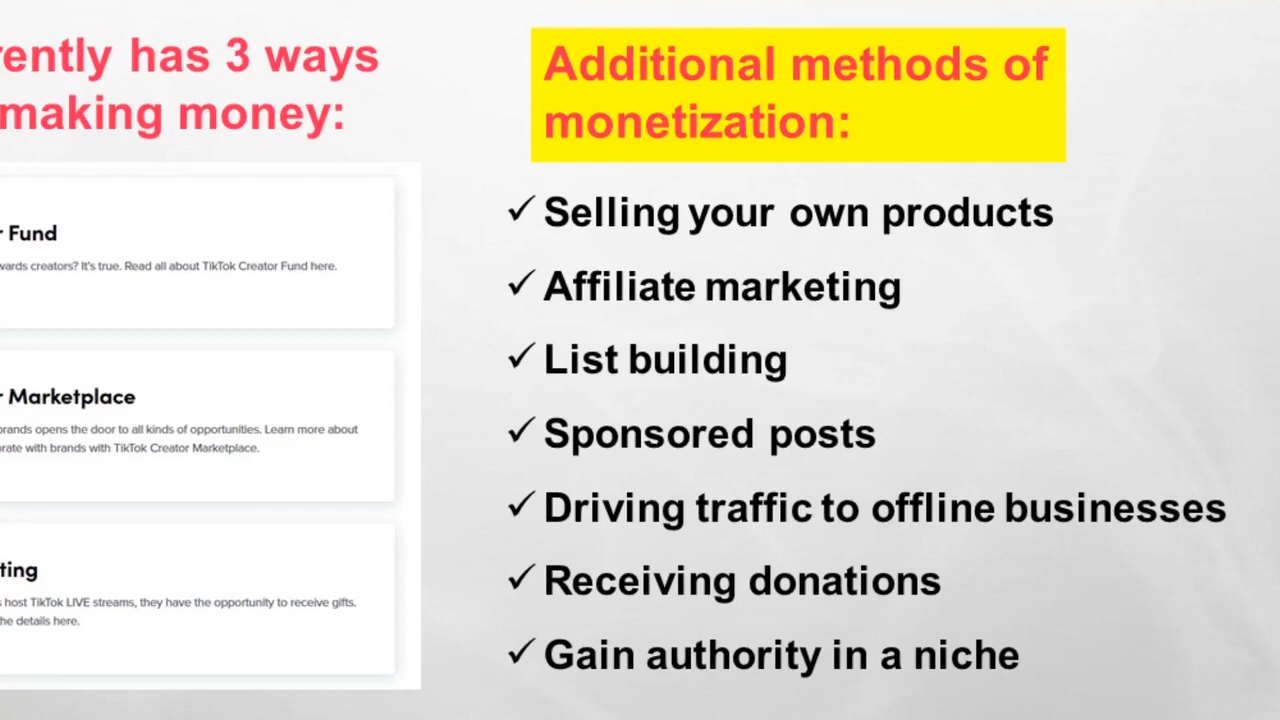 rently has 3 ways
making money:
r Fund
wards creators? It's true. Read all about TikTok Creator Fund here.
r Marketplace
brands opens the door to all kinds of opportunities. Learn more about
orate with brands with TikTok Creator Marketplace.
ting
s host TikTok LIVE streams, they have the opportunity to receive gifts.
he details here.
Additional methods of
monetization:
✓ Selling your own products
✓ Affiliate marketing
✓ List building
✓ Sponsored posts
✓ Driving traffic to offline businesses
✓ Receiving donations
✓ Gain authority in a niche